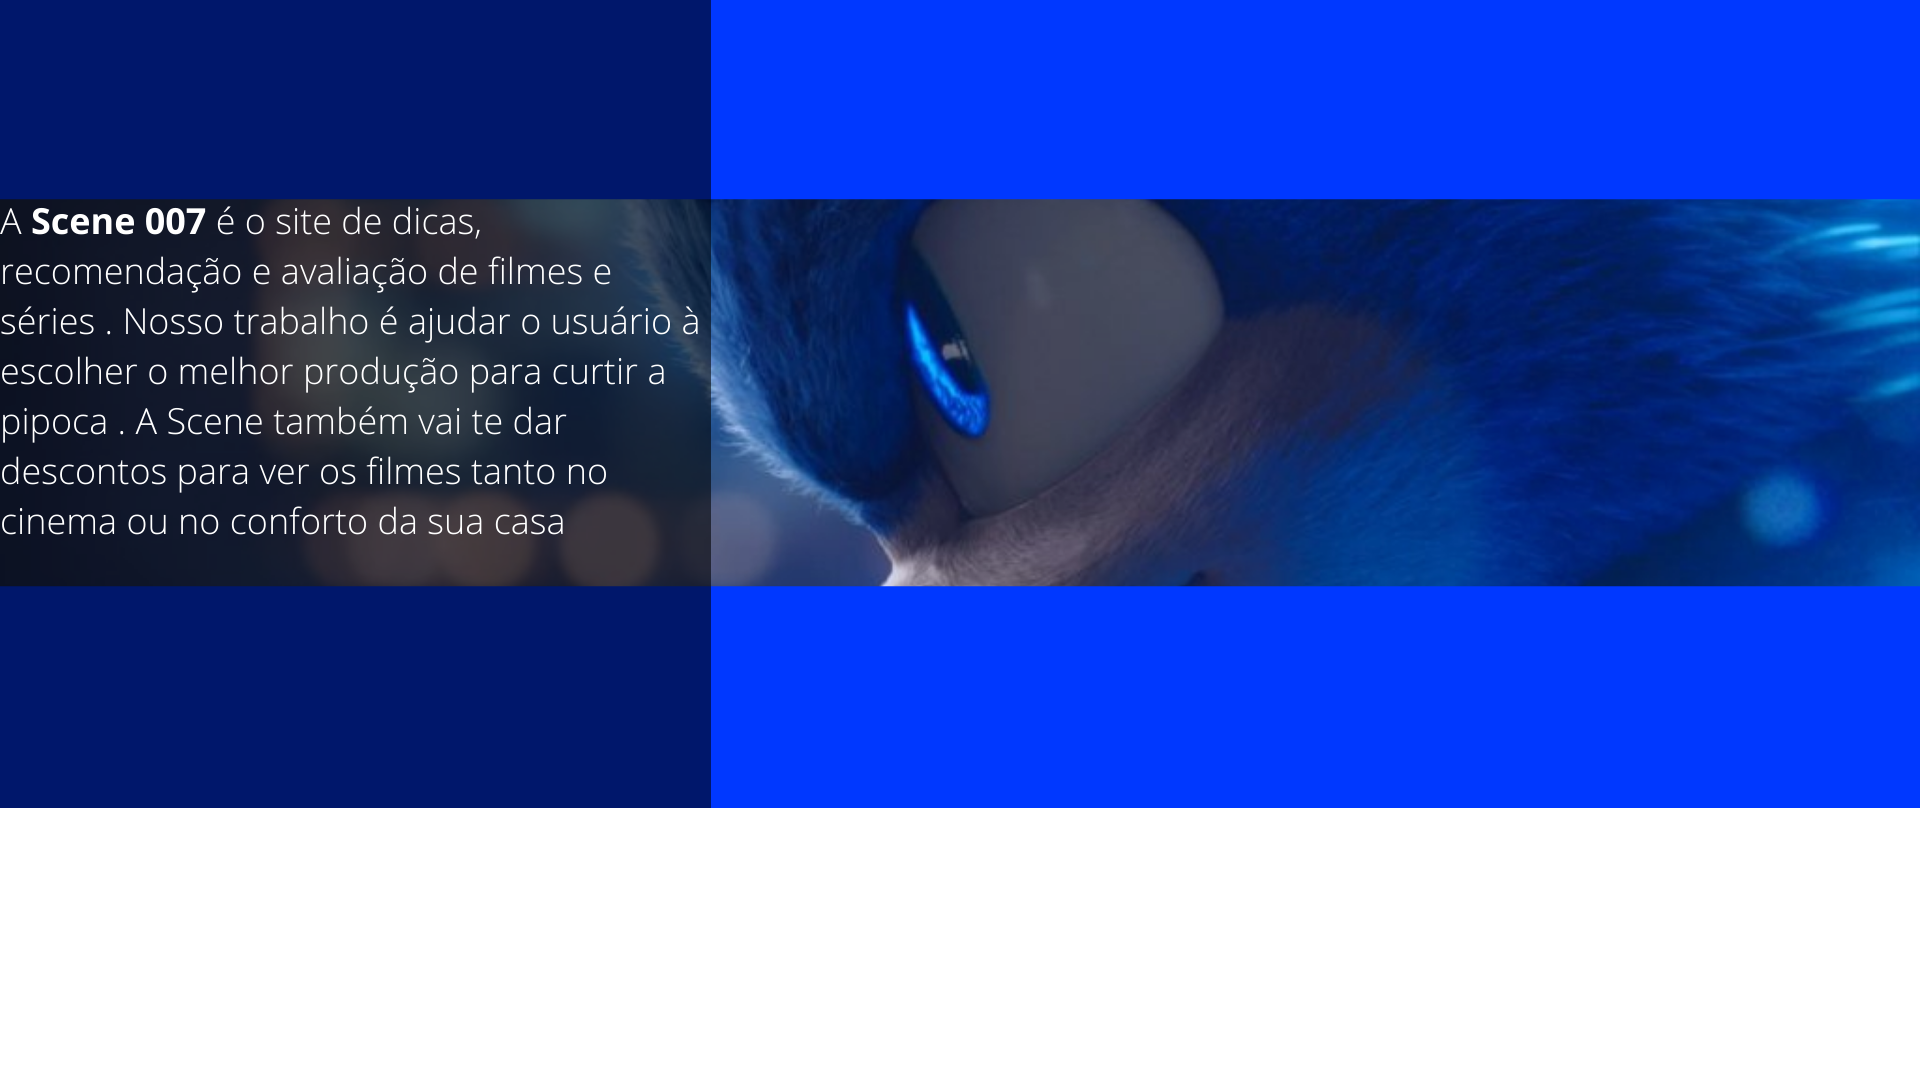 A Scene 007 é o site de dicas,
recomendação e avaliação de filmes e
séries . Nosso trabalho é ajudar o usuário à
escolher o melhor produção para curtir a
pipoca . A Scene também vai te dar
descontos para ver os filmes tanto no
cinema ou no conforto da sua casa